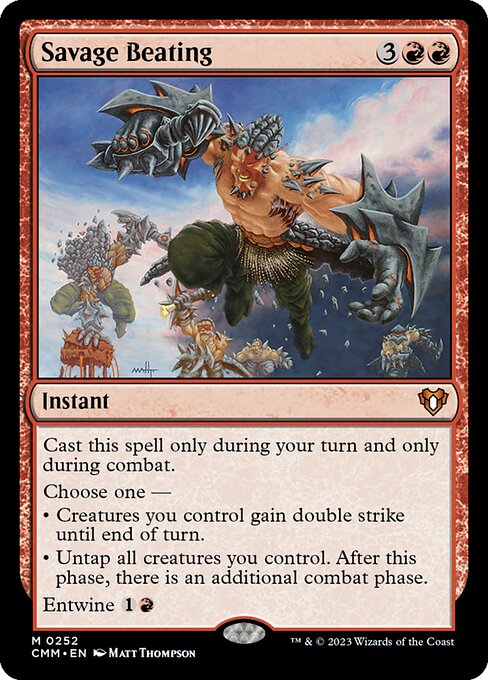 Savage Beating 3
Instant
Cast this spell only during your turn and only
during combat.
Choose one —
• Creatures you control gain double strike
until end of turn.
• Untap all creatures you control. After this
phase, there is an additional combat phase.
Entwine 1
M 0252
CMM • EN Matt Thompson
™ & © 2023 Wizards of the Coast